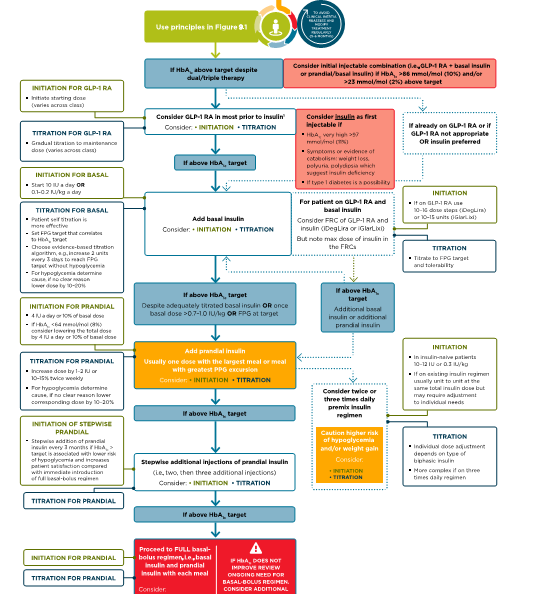 Use principles in Figure 9.1
TO AVOID
CLINICAL INERTIA
REASSESS AND
MODIFY
TREATMENT
REGULARLY
(3–6 MONTHS)
If HbA1c above target despite
dual/triple therapy
Consider initial injectable combination (i.e. GLP-1 RA + basal insulin
or prandial/basal insulin) if HbA1c >86 mmol/mol (10%) and/or
>23 mmol/mol (2%) above target
INITIATION FOR GLP-1 RA
• Initiate starting dose
(varies across class)
TITRATION FOR GLP-1 RA
• Gradual titration to maintenance
dose (varies across class)
Consider GLP-1 RA in most prior to insulin
Consider: • INITIATION • TITRATION
If above HbA1c target
Consider insulin as first
injectable if
• HbA1c very high >97
mmol/mol (11%)
• Symptoms or evidence of
catabolism: weight loss,
polyuria, polydipsia which
suggest insulin deficiency
• If type 1 diabetes is a possibility
If already on GLP-1 RA or if
GLP-1 RA not appropriate
OR insulin preferred
INITIATION FOR BASAL
• Start 10 IU a day OR
0.1–0.2 IU/kg a day
TITRATION FOR BASAL
• Patient self titration is
more effective
• Set FPG target that correlates
to HbA1c target
• Choose evidence-based titration
algorithm, e.g., increase 2 units
every 3 days to reach FPG
target without hypoglycemia
• For hypoglycemia determine
cause, if no clear reason
lower dose by 10–20%
Add basal insulin
Consider: • INITIATION • TITRATION
For patient on GLP-1 RA and
basal insulin
Consider FRC of GLP-1 RA and
insulin (iDegLira or iGlarLixi)
But note max dose of insulin in
the FRCs
INITIATION
• If on GLP-1 RA use
10–16 dose steps (iDegLira)
or 10–15 units (iGlarLixi)
TITRATION
• Titrate to FPG target
and tolerability
If above HbA1c target
Despite adequately titrated basal insulin OR once
basal dose >0.7–1.0 IU/kg OR FPG at target
If above HbA1c
target
Additional basal
insulin or additional
prandial insulin
INITIATION FOR PRANDIAL
• 4 IU a day or 10% of basal dose
• If HbA1c <64 mmol/mol (8%)
consider lowering the total dose
by 4 IU a day or 10% of basal dose
TITRATION FOR PRANDIAL
• Increase dose by 1–2 IU or
10–15% twice weekly
• For hypoglycemia determine
cause, if no clear reason lower
corresponding dose by 10–20%
Add prandial insulin
Usually one dose with the largest meal or meal
with greatest PPG excursion
Consider: • INITIATION • TITRATION
INITIATION
• In insulin-naive patients
10–12 IU or 0.3 IU/kg
• If on existing insulin regimen
usually unit to unit at the
same total insulin dose but
may require adjustment
to individual needs
Consider twice or
three times daily
premix insulin
regimen
Caution higher risk
of hypoglycemia
and/or weight gain
Consider:
• INITIATION
• TITRATION
TITRATION
• Individual dose adjustment
depends on type of
biphasic insulin
• More complex if on three
times daily regimen
If above HbA1c target
INITIATION OF STEPWISE
PRANDIAL
• Stepwise addition of prandial
insulin every 3 months if HbA1c >
target is associated with lower risk
of hypoglycemia and increases
patient satisfaction compared
with immediate introduction
of full basal-bolus regimen
TITRATION FOR PRANDIAL
Stepwise additional injections of prandial insulin
(i.e., two, then three additional injections)
Consider: • INITIATION • TITRATION
If above HbA1c target
INITIATION FOR PRANDIAL
TITRATION FOR PRANDIAL
Proceed to FULL basal-
bolus regimen, i.e., basal
insulin and prandial
insulin with each meal
Consider:
IF HbA1c DOES NOT
IMPROVE REVIEW
ONGOING NEED FOR
BASAL-BOLUS REGIMEN.
CONSIDER ADDITIONAL